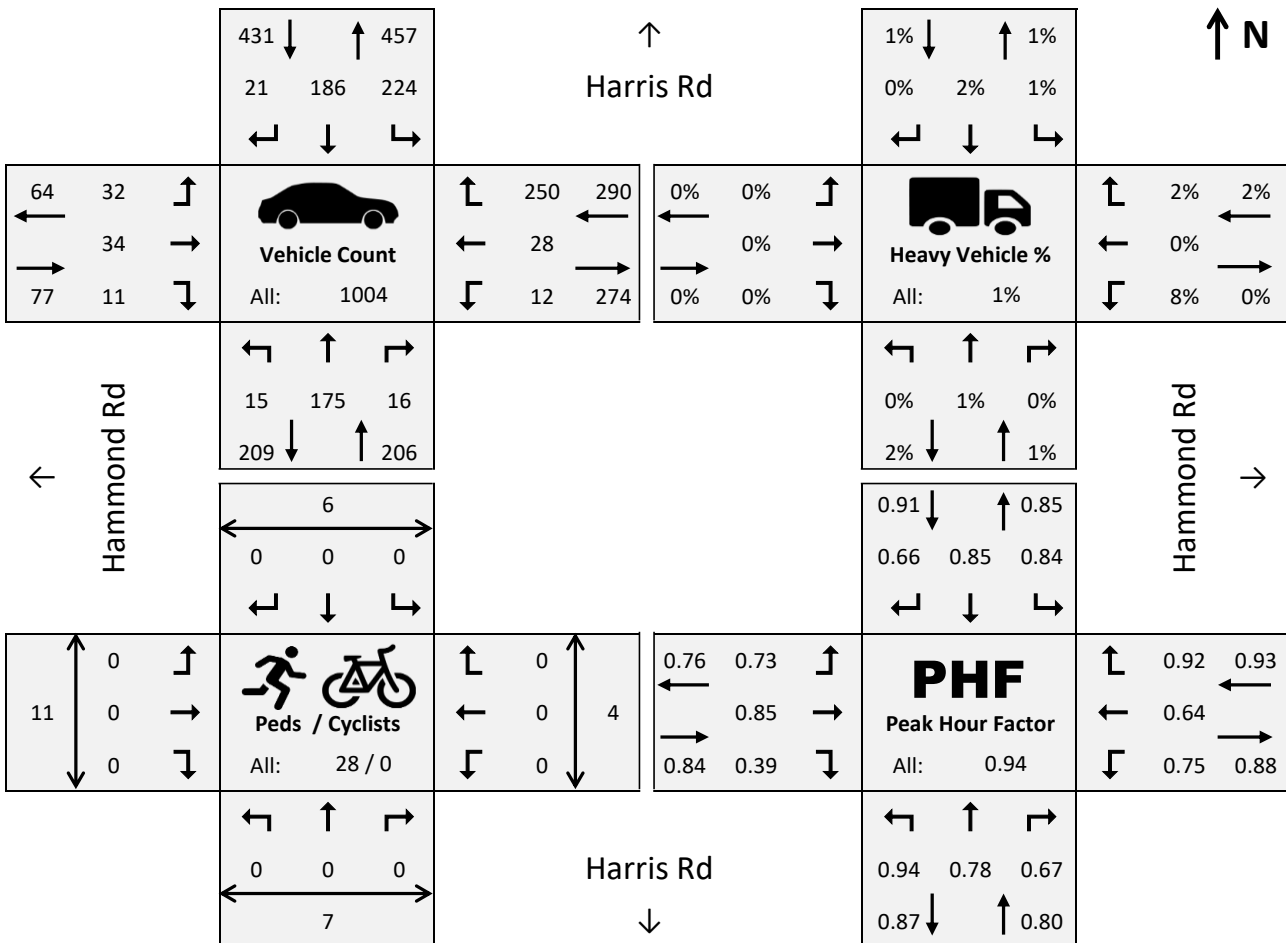 431 457 1% 1% N
Harris Rd
21 186 224 0% 2% 1%
64 32 250 290 0% 0% 2% 2%
34 Vehicle Count 28 0% Heavy Vehicle % 0%
77 11 All: 1004 12 274 0% 0% All: 1% 8% 0%
15 175 16 0% 1% 0%
209 206 2% 1%
Hammond Rd
Hammond Rd
6 0.91 0.85
0 0 0 0.66 0.85 0.84
0 0 0.76 0.73 PHF 0.92 0.93
11 0 Peds / Cyclists 0 4 0.85 Peak Hour Factor 0.64
0 All: 28 / 0 0 0.84 0.39 All: 0.94 0.75 0.88
0 0 0 Harris Rd 0.94 0.78 0.67
7 0.87 0.80